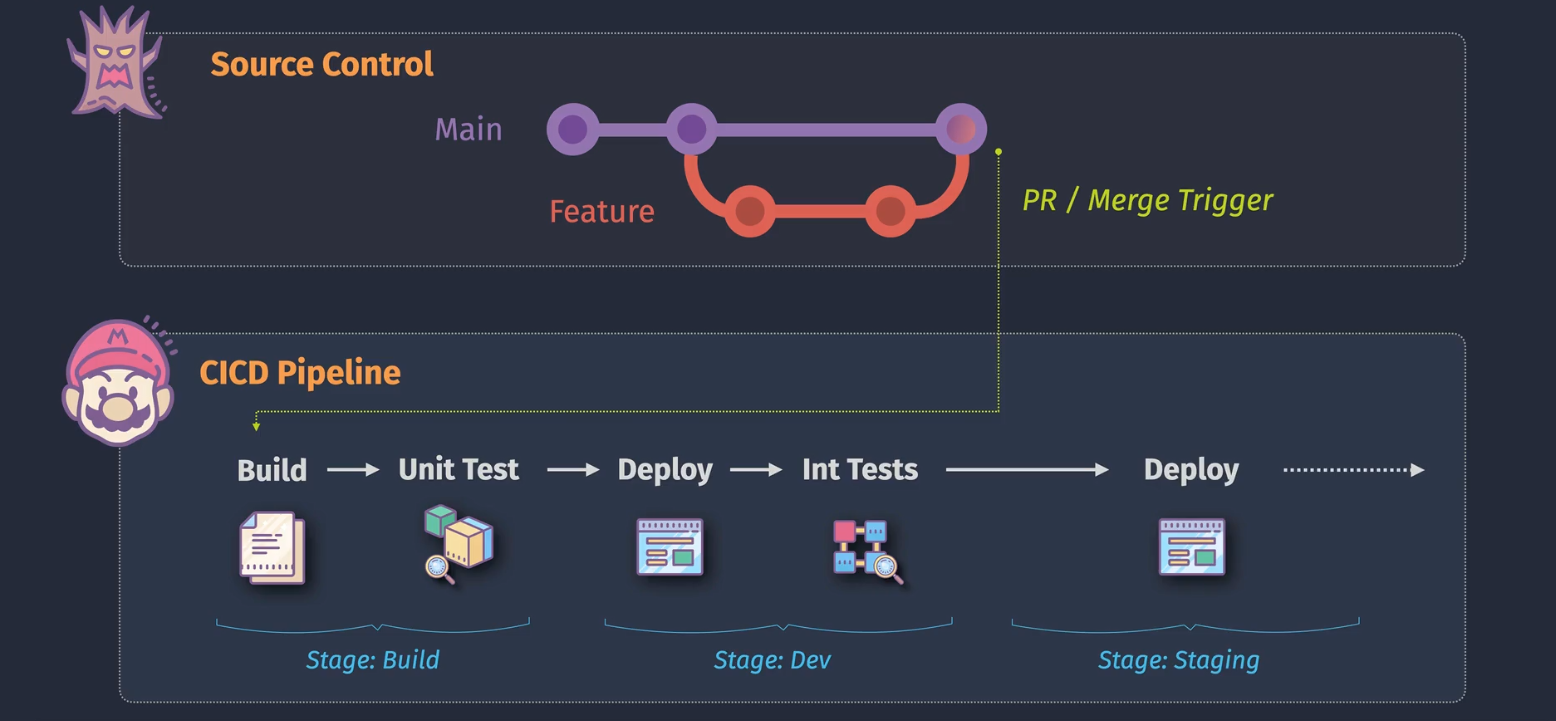 Source Control
Main
Feature
PR / Merge Trigger
M
CICD Pipeline
Build
Unit Test
Deploy
Int Tests
Deploy
Stage: Build
Stage: Dev
Stage: Staging